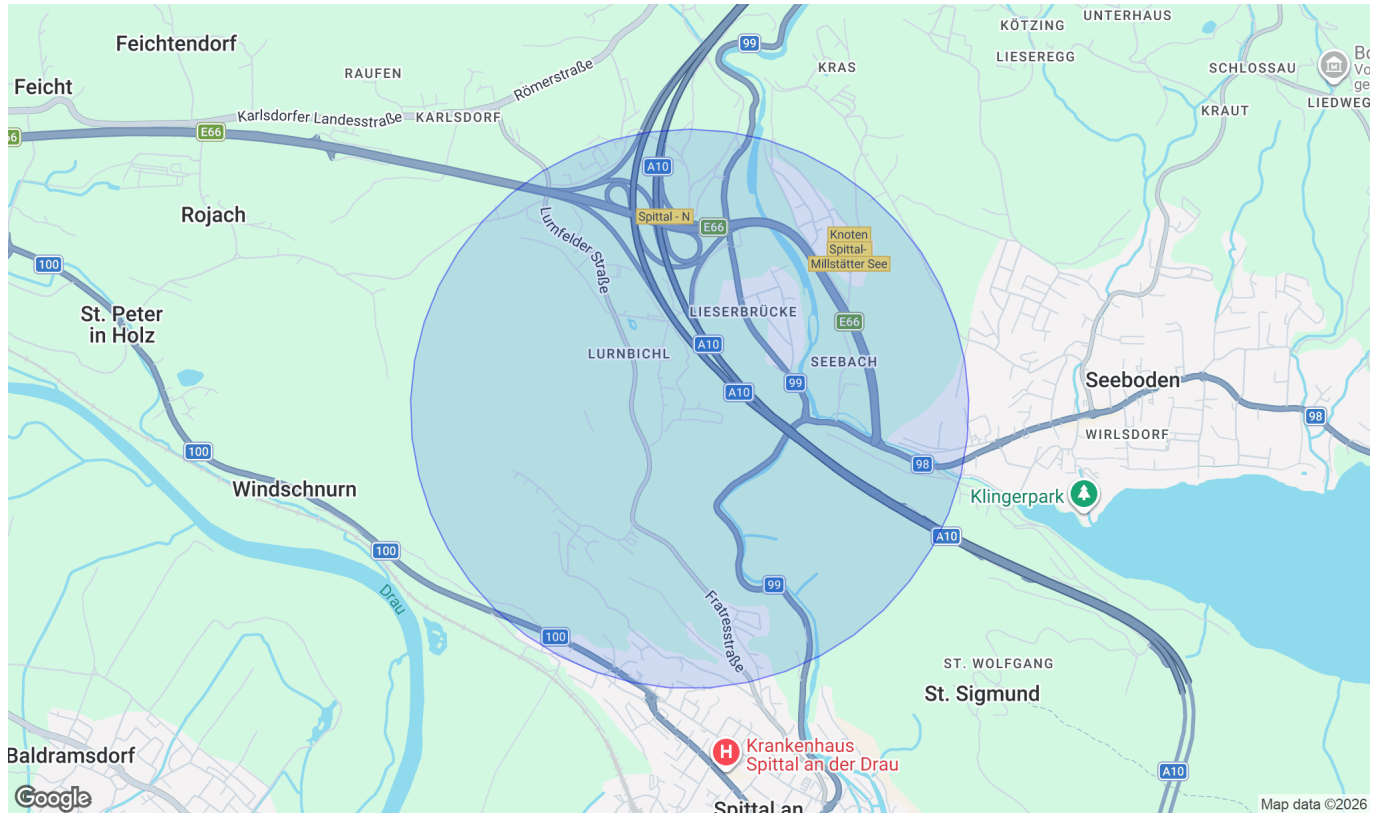 99
KÖTZING
UNTERHAUS
Feichtendorf
LIESEREGG
RAUFEN
KRAS
SCHLOSSAU
Feicht
Römerstraße
LIEDWEG
KRAUT
Karlsdorfer Landesstraße
KARLSDORF
E66
A10
Rojach
Spittal - N
E66
Lurnfelder Straße
Knoten
Spittal-
Millstätter See
100
St. Peter
in Holz
LIESERBRÜCKE
E66
A10
LURNBICHL
SEEBACH
99
Seeboden
A10
98
WIRLSDORF
100
98
Windschnurn
Klingerpark
A10
100
Drau
99
Fratresstraße
100
ST. WOLFGANG
St. Sigmund
Baldramsdorf
H
Krankenhaus
Spittal an der Drau
A10
Google
Spittal an
Map data ©2026